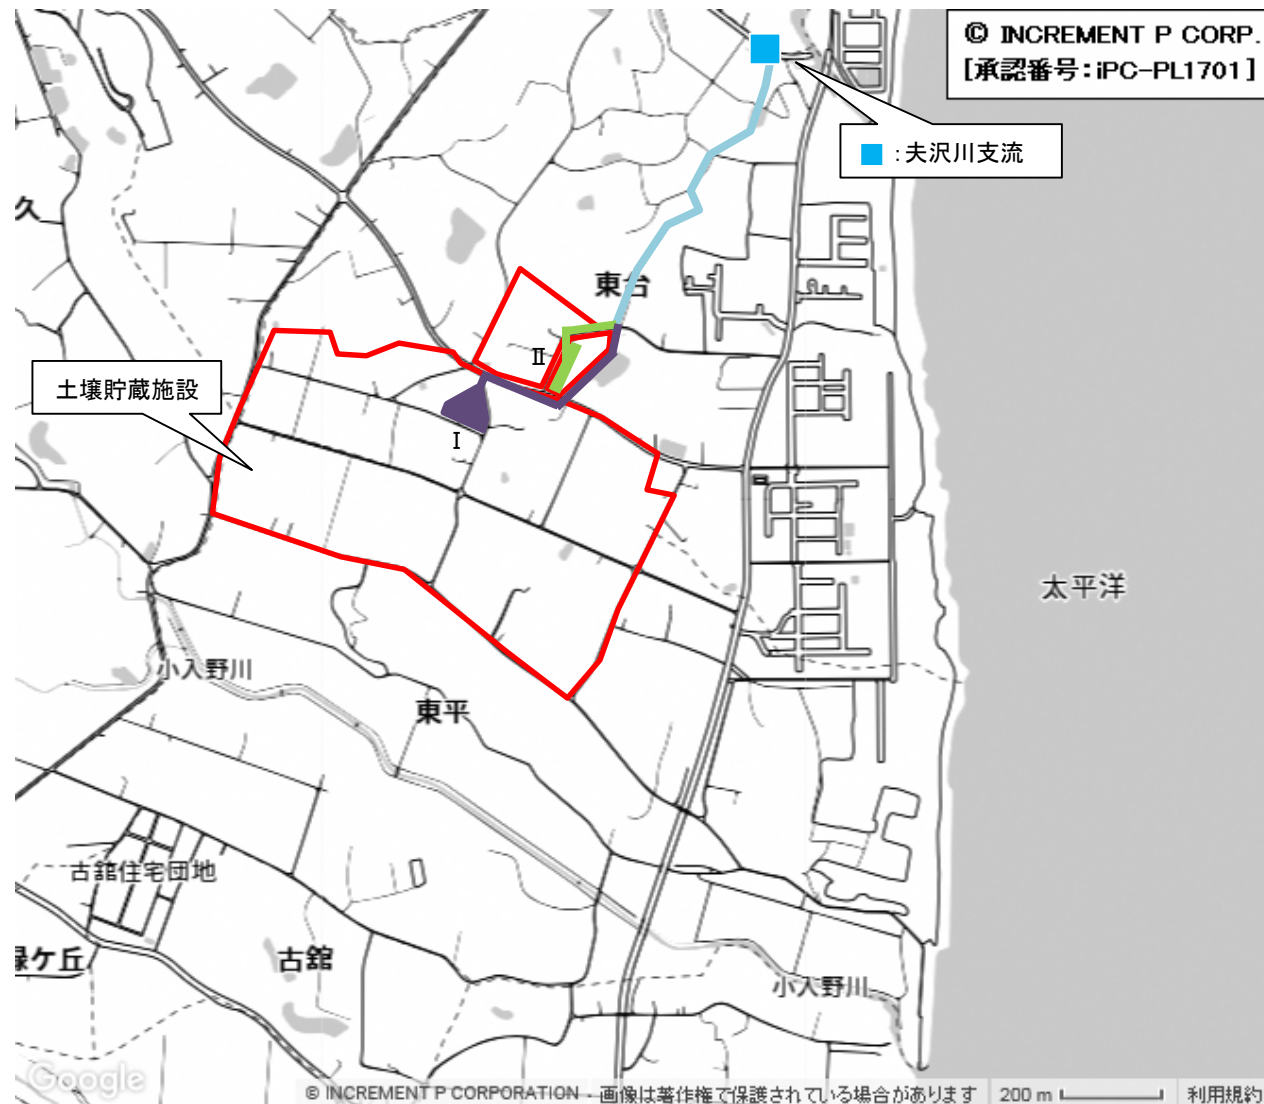 © INCREMENT P CORP.
[承認番号:iPC-PL1701]
:夫沢川支流
久
東台
Ⅱ
土壌貯蔵施設
Ⅰ
太平洋
小入野川
東平
古舘住宅団地
緑ケ丘
古舘
小入野川
Google
© INCREMENT P CORPORATION - 画像は著作権で保護されている場合があります
200 m
利用規約